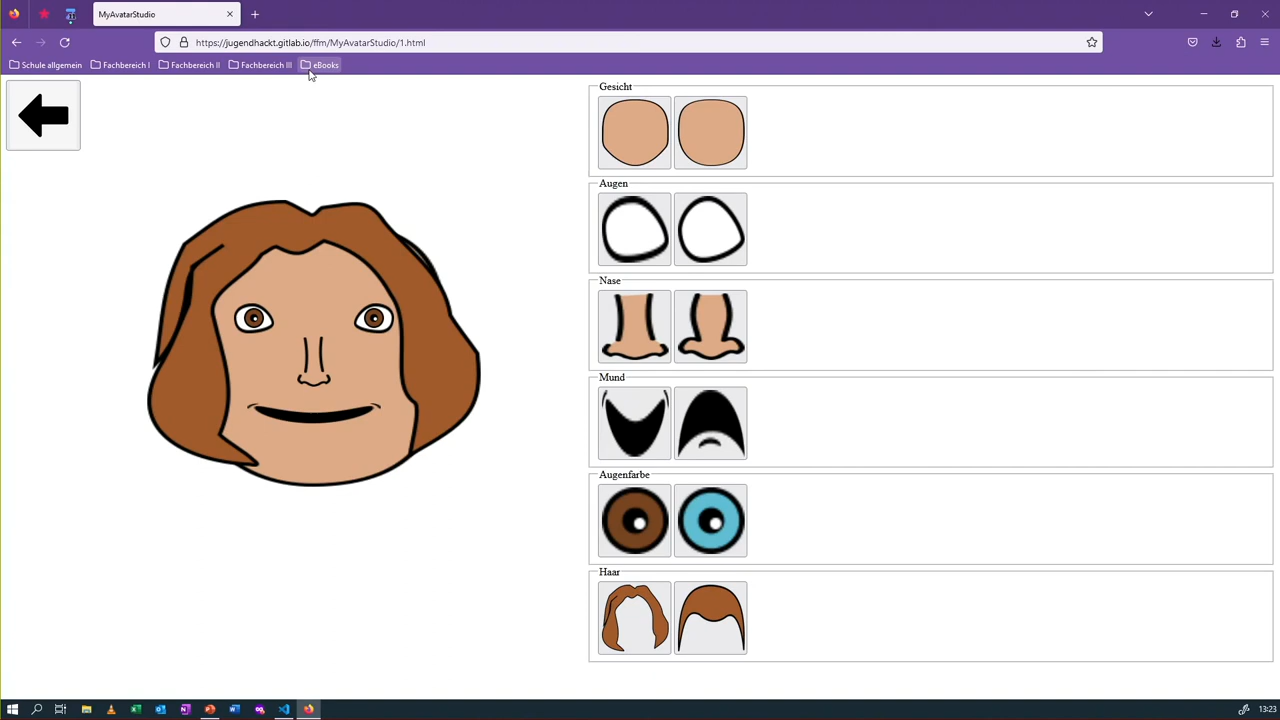 MyAvatarStudio
https://jugendhackt.gitlab.io/ffm/MyAvatarStudio/1.html
Schule allgemein Fachbereich I Fachbereich II Fachbereich III eBooks
Gesicht
Augen
Nase
Mund
Augenfarbe
Haar
13:23